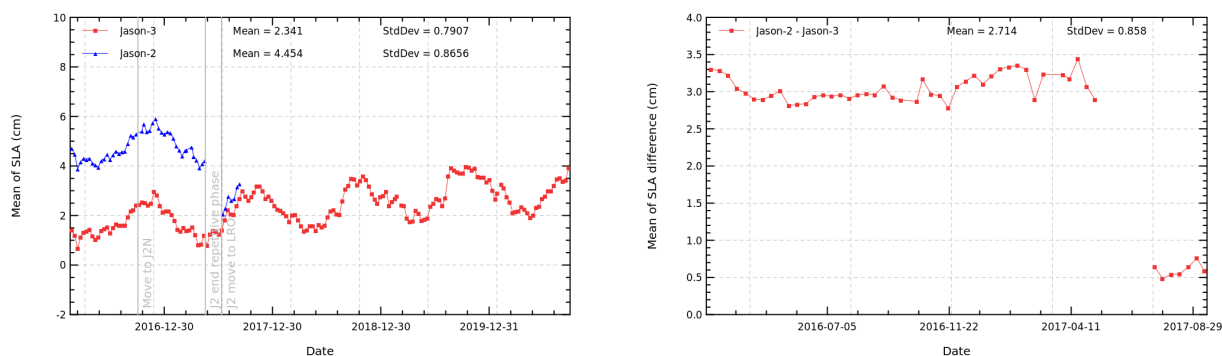 10
8
6
4
2
0
-2
Mean of SLA (cm)
Jason-3 Mean = 2.341 StdDev = 0.7907
Jason-2 Mean = 4.454 StdDev = 0.8656
Move to J2N
J2 end repetitive phase
J2 move to LRO
2016-12-30 2017-12-30 2018-12-30 2019-12-31
Date
4.0
3.5
3.0
2.5
2.0
1.5
1.0
0.5
0.0
Mean of SLA difference (cm)
Jason-2 - Jason-3 Mean = 2.714 StdDev = 0.858
2016-07-05 2016-11-22 2017-04-11 2017-08-29
Date